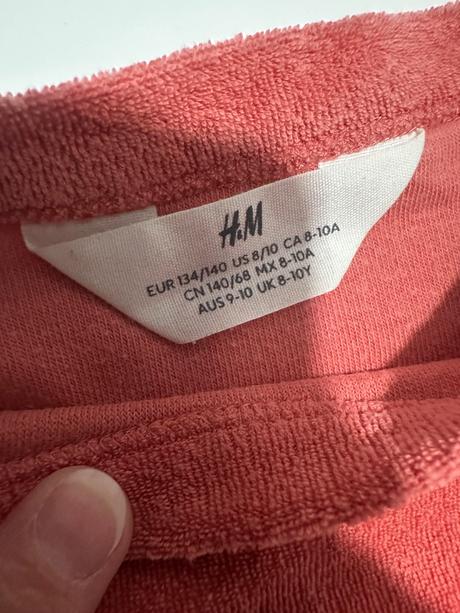 H&M
EUR 134/140 US 8/10 CA 8-10A
CN 140/68 MX 8-10A
AUS 9-10 UK 8-10Y